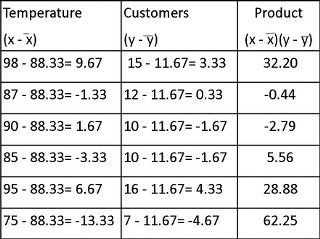 Temperature Customers Product
(x - x̅) (y - y̅) (x - x̅)(y - y̅)
98 - 88.33= 9.67 15 - 11.67= 3.33 32.20
87 - 88.33= -1.33 12 - 11.67= 0.33 -0.44
90 - 88.33= 1.67 10 - 11.67= -1.67 -2.79
85 - 88.33= -3.33 10 - 11.67= -1.67 5.56
95 - 88.33= 6.67 16 - 11.67= 4.33 28.88
75 - 88.33= -13.33 7 - 11.67= -4.67 62.25